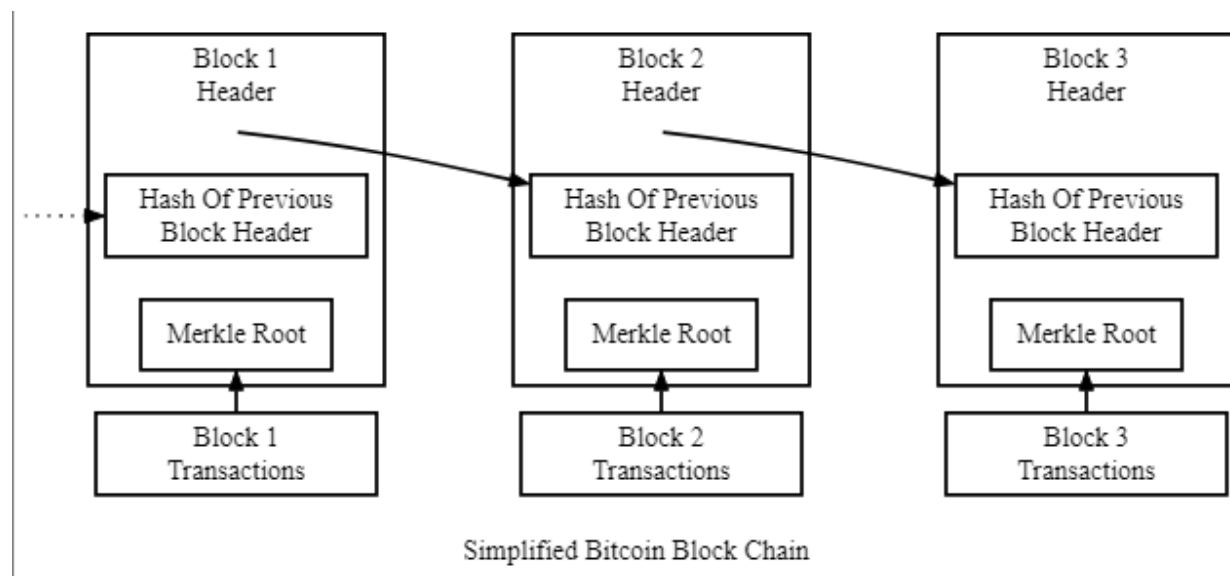 Block 1
Header
Block 2
Header
Block 3
Header
Hash Of Previous
Block Header
Hash Of Previous
Block Header
Hash Of Previous
Block Header
Merkle Root
Merkle Root
Merkle Root
Block 1
Transactions
Block 2
Transactions
Block 3
Transactions
Simplified Bitcoin Block Chain